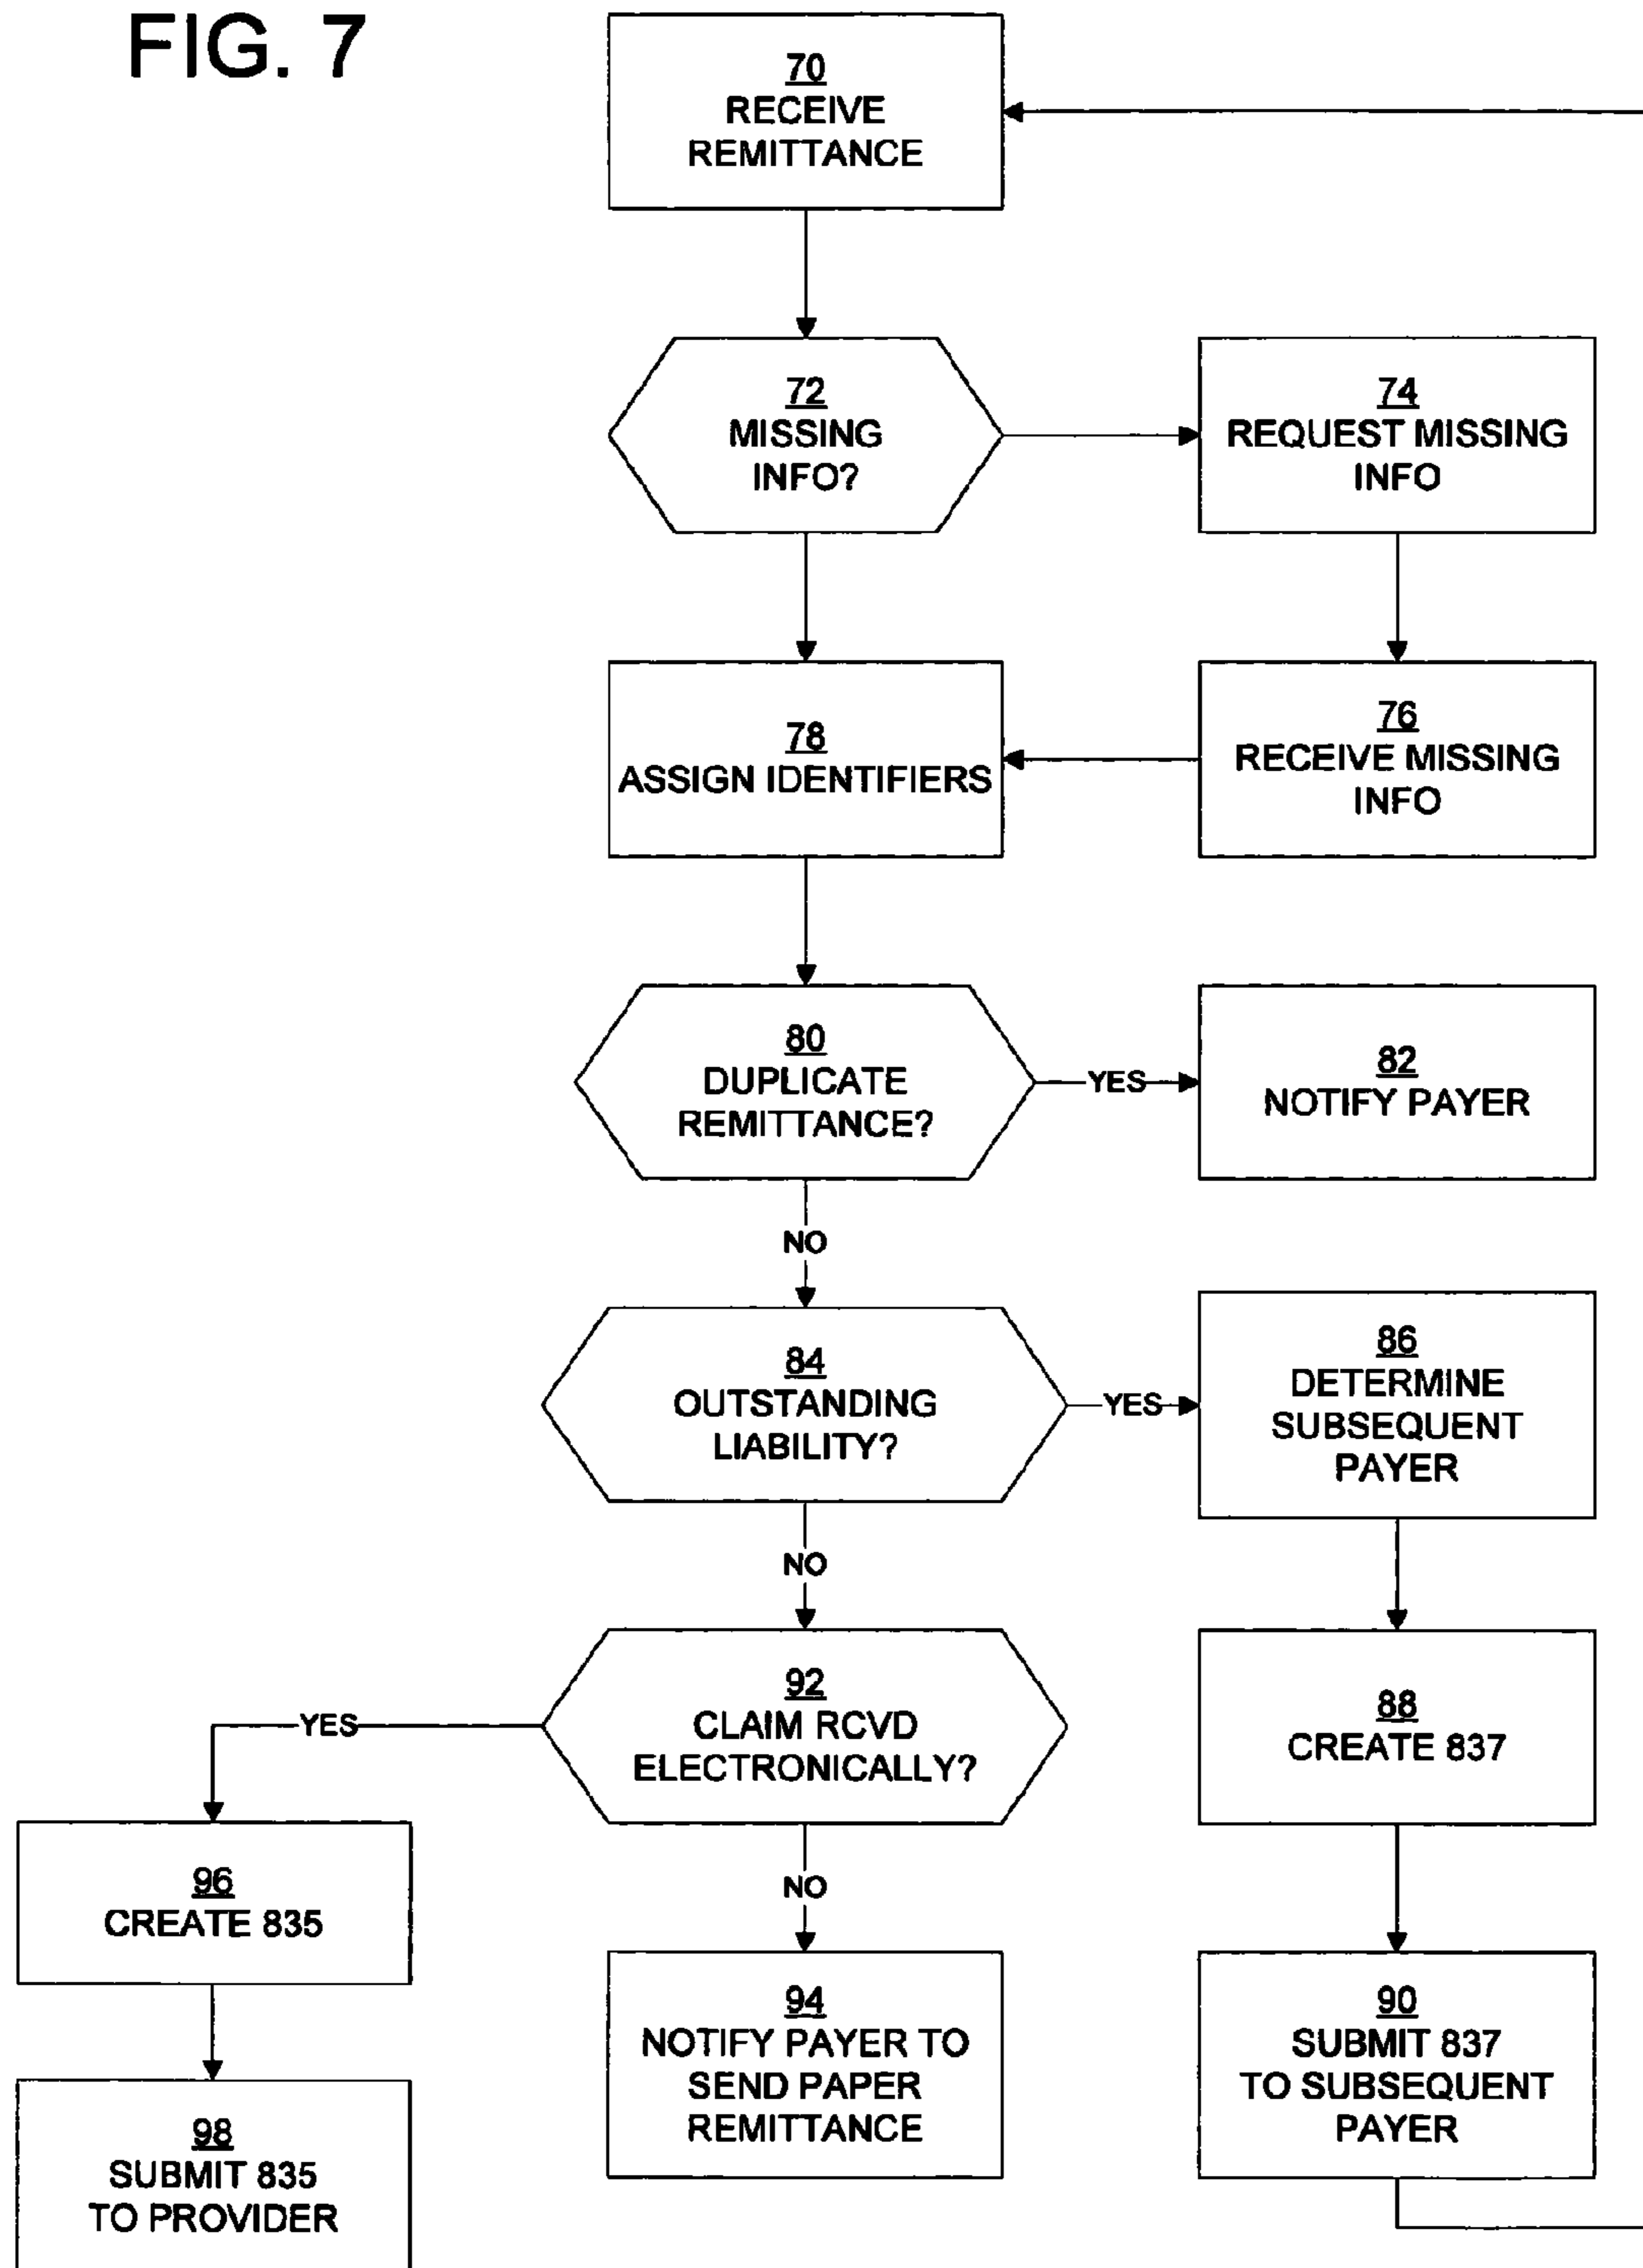 FIG. 7
70
RECEIVE
REMITTANCE
72
MISSING
INFO?
74
REQUEST MISSING
INFO
78
ASSIGN IDENTIFIERS
76
RECEIVE MISSING
INFO
80
DUPLICATE
REMITTANCE?
YES
82
NOTIFY PAYER
NO
84
OUTSTANDING
LIABILITY?
YES
86
DETERMINE
SUBSEQUENT
PAYER
NO
92
CLAIM RCVD
ELECTRONICALLY?
YES
88
CREATE 837
96
CREATE 835
NO
94
NOTIFY PAYER TO
SEND PAPER
REMITTANCE
90
SUBMIT 837
TO SUBSEQUENT
PAYER
98
SUBMIT 835
TO PROVIDER